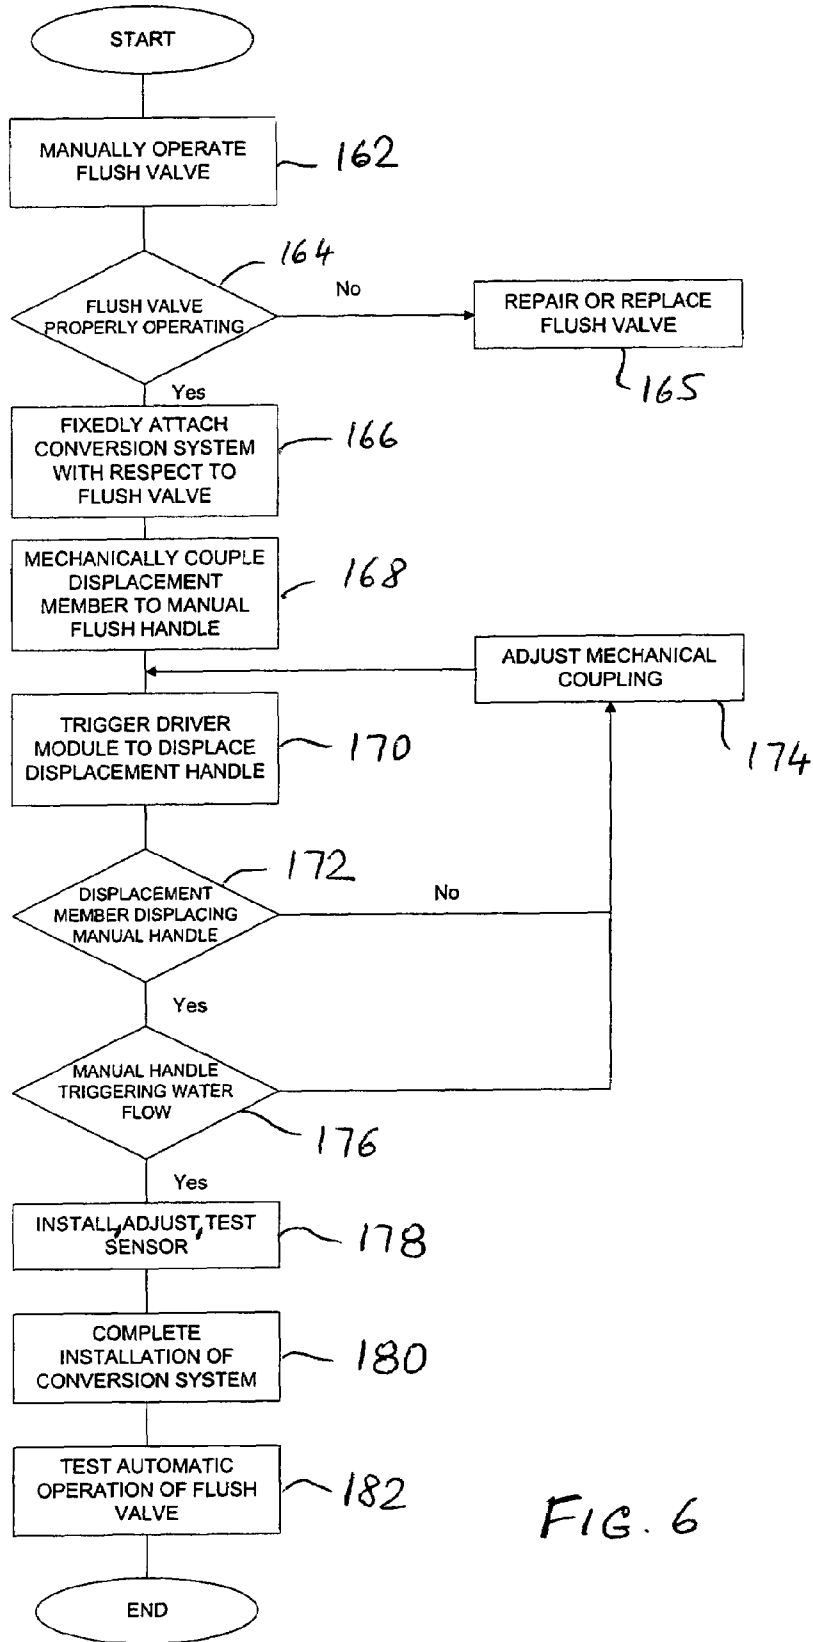 START
MANUALLY OPERATE
FLUSH VALVE
162
164
FLUSH VALVE
PROPERLY OPERATING
No
REPAIR OR REPLACE
FLUSH VALVE
165
Yes
FIXEDLY ATTACH
CONVERSION SYSTEM
WITH RESPECT TO
FLUSH VALVE
166
MECHANICALLY COUPLE
DISPLACEMENT
MEMBER TO MANUAL
FLUSH HANDLE
168
ADJUST MECHANICAL
COUPLING
174
TRIGGER DRIVER
MODULE TO DISPLACE
DISPLACEMENT HANDLE
170
172
DISPLACEMENT
MEMBER DISPLACING
MANUAL HANDLE
No
Yes
MANUAL HANDLE
TRIGGERING WATER
FLOW
176
Yes
INSTALL, ADJUST, TEST
SENSOR
178
COMPLETE
INSTALLATION OF
CONVERSION SYSTEM
180
TEST AUTOMATIC
OPERATION OF FLUSH
VALVE
182
END
FIG. 6